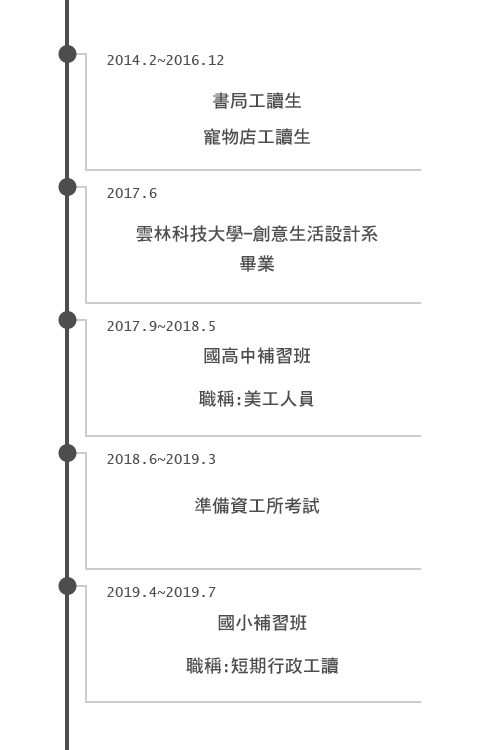 2014.2~2016.12
書局工讀生
寵物店工讀生
2017.6
雲林科技大學-創意生活設計系
畢業
2017.9~2018.5
國高中補習班
職稱:美工人員
2018.6~2019.3
準備資工所考試
2019.4~2019.7
國小補習班
職稱:短期行政工讀